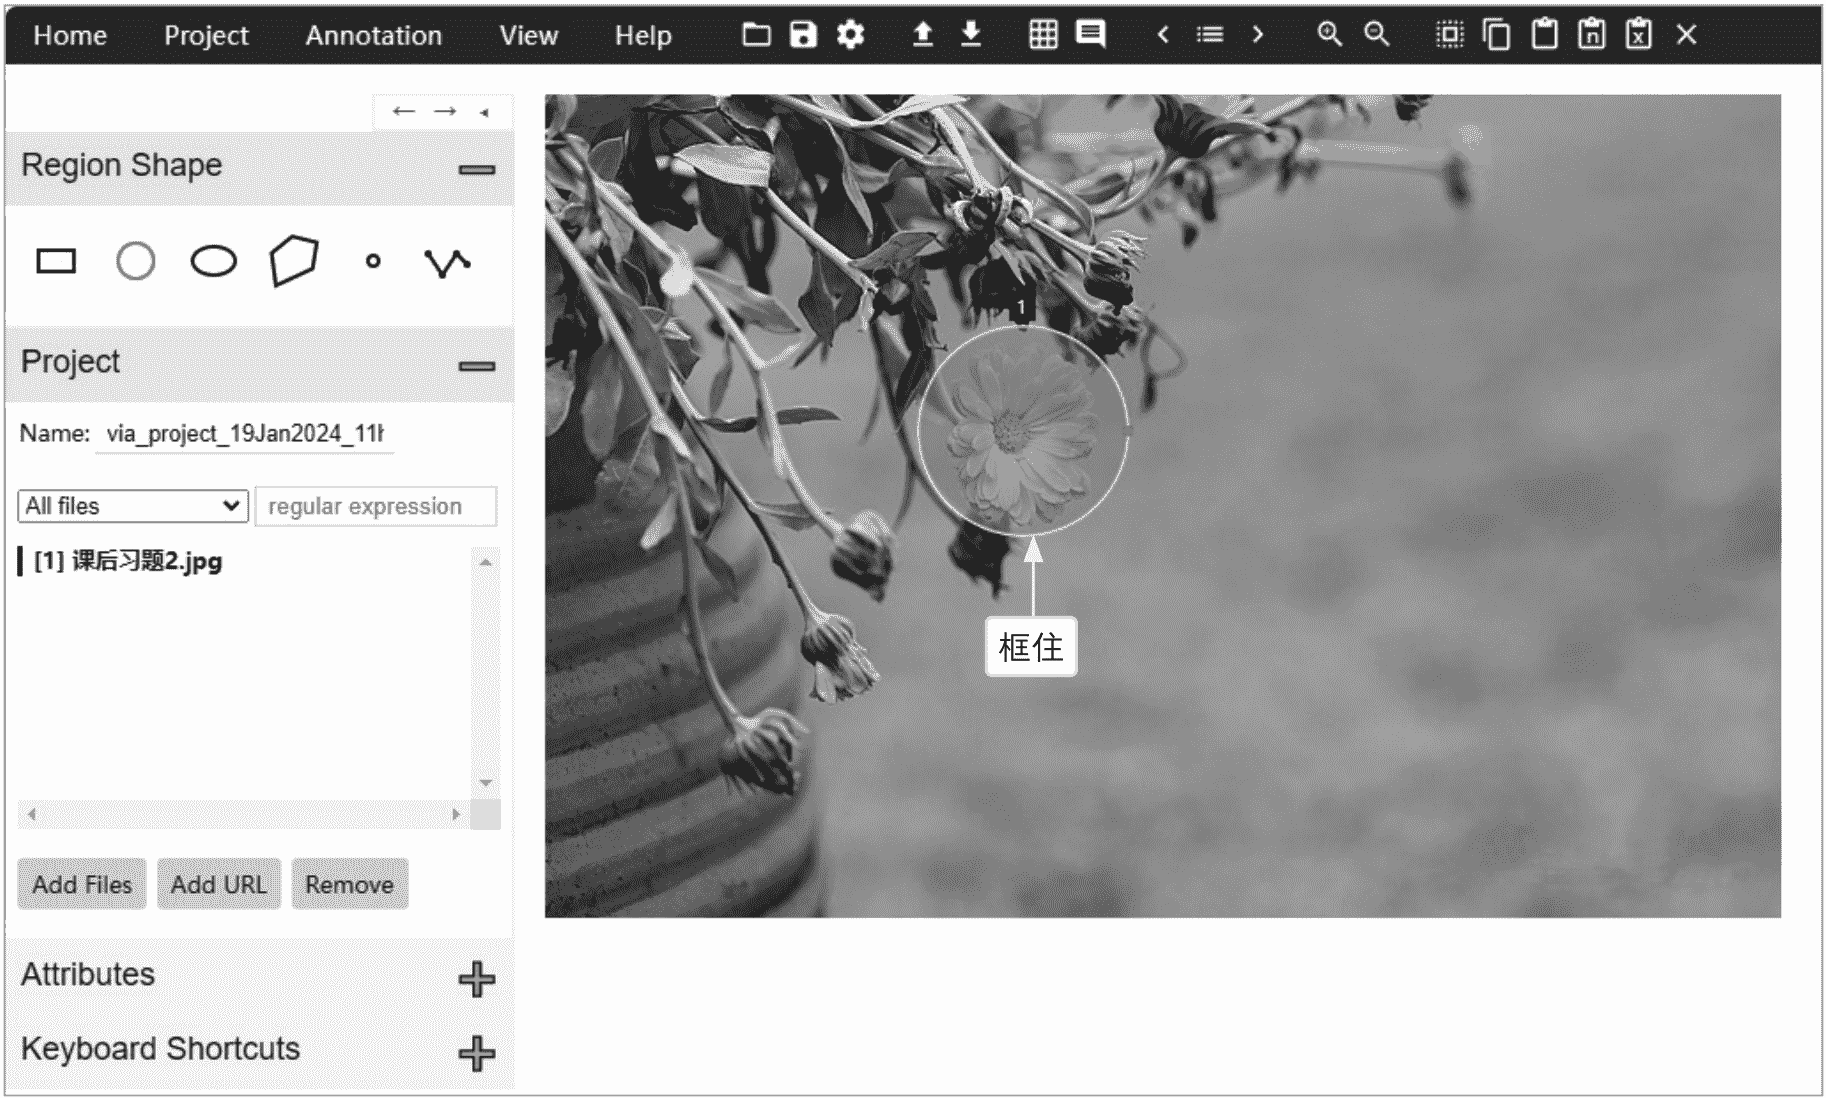 Home Project Annotation View Help
Region Shape
Project
Name: via_project_19Jan2024_11h
All files regular expression
[1] 课后习题2.jpg
Add Files Add URL Remove
Attributes
Keyboard Shortcuts
1
框住